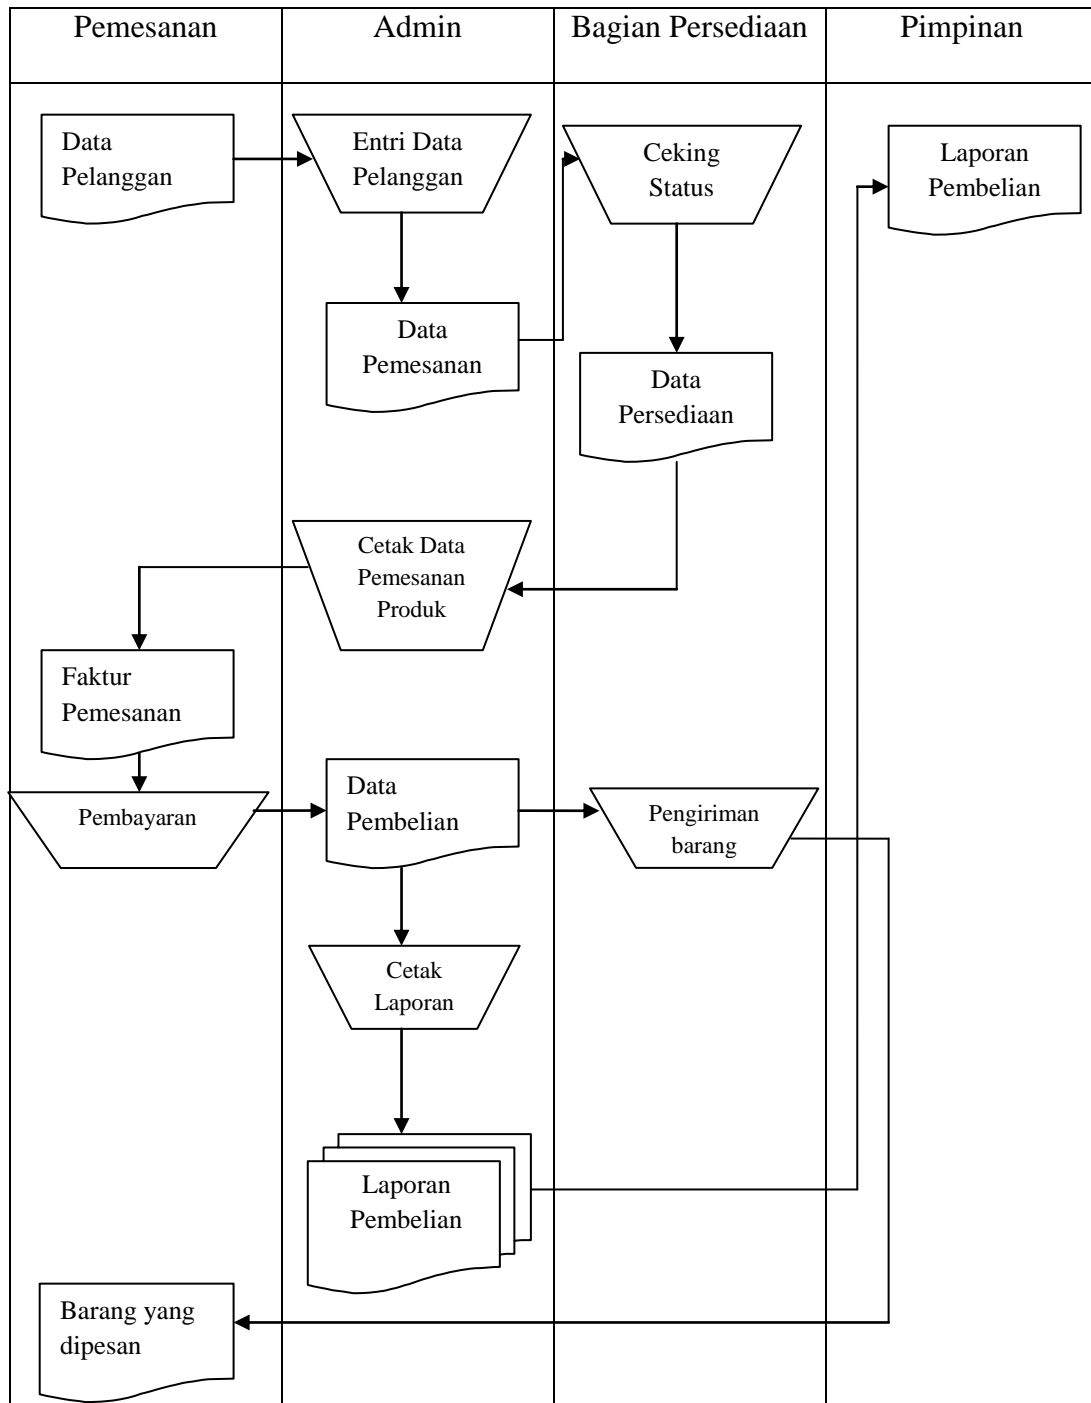 Pemesanan
Admin
Bagian Persediaan
Pimpinan
Data
Pelanggan
Entri Data
Pelanggan
Ceking
Status
Laporan
Pembelian
Data
Pemesanan
Data
Persediaan
Cetak Data
Pemesanan
Produk
Faktur
Pemesanan
Pembayaran
Data
Pembelian
Pengiriman
barang
Cetak
Laporan
Laporan
Pembelian
Barang yang
dipesan